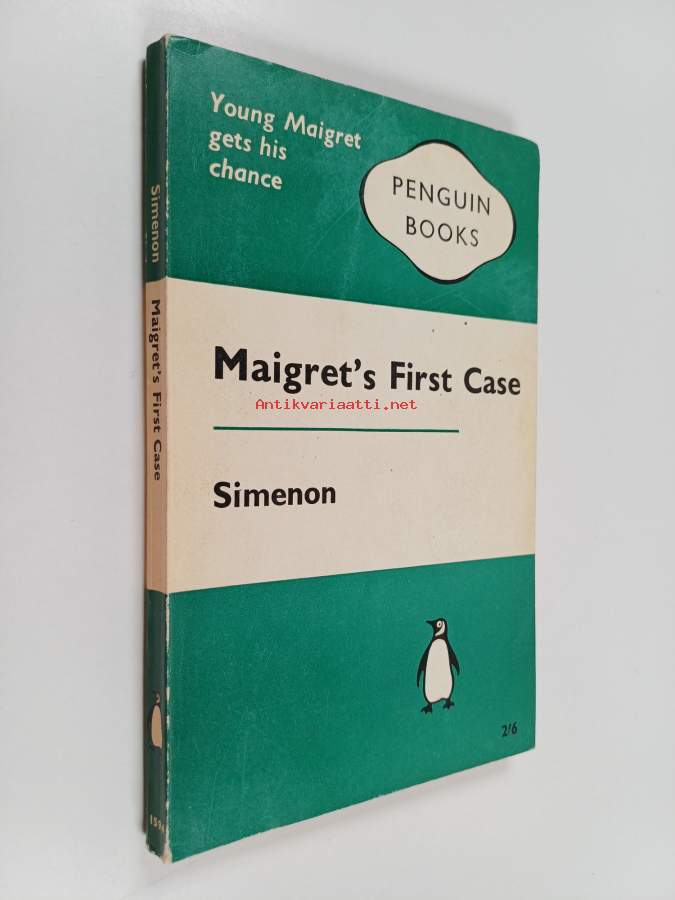 Young Maigret
gets his
chance
PENGUIN
BOOKS
Maigret's First Case
Antikvariaatti.net
Simenon
2/6
Simenon
Maigret's First Case